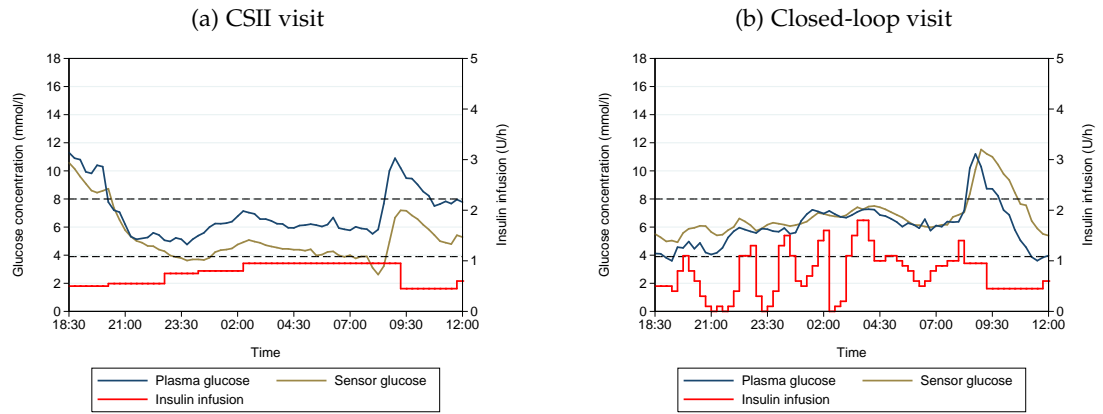 (a) CSII visit
Glucose concentration (mmol/l)
18
16
14
12
10
8
6
4
2
0
5
4
3
2
1
0
Insulin infusion (U/h)
18:30 21:00 23:30 02:00 04:30 07:00 09:30 12:00
Time
Plasma glucose Sensor glucose
Insulin infusion
(b) Closed-loop visit
Glucose concentration (mmol/l)
18
16
14
12
10
8
6
4
2
0
5
4
3
2
1
0
Insulin infusion (U/h)
18:30 21:00 23:30 02:00 04:30 07:00 09:30 12:00
Time
Plasma glucose Sensor glucose
Insulin infusion